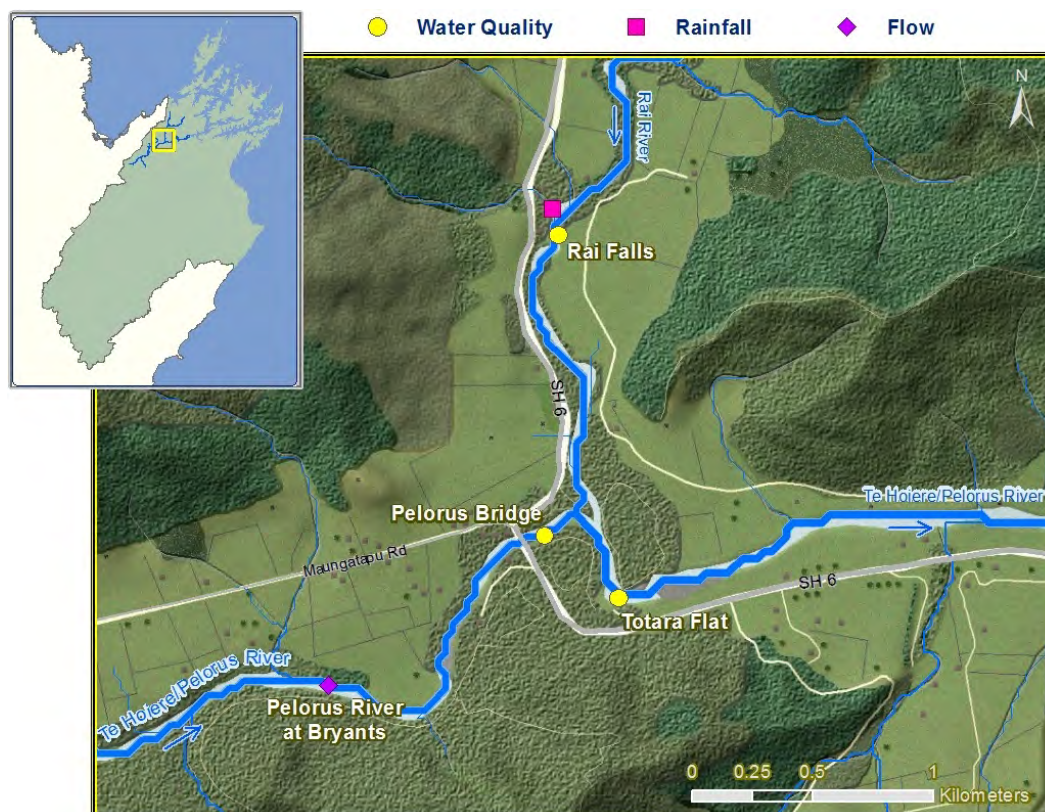 Water Quality
Rainfall
Flow
N
Rai River
Rai Falls
SH 6
Te Hoiere/Pelorus River
Pelorus Bridge
Maungatapu Rd
SH 6
Totara Flat
Te Hoiere/Pelorus River
Pelorus River
at Bryants
0 0.25 0.5 1
Kilometers